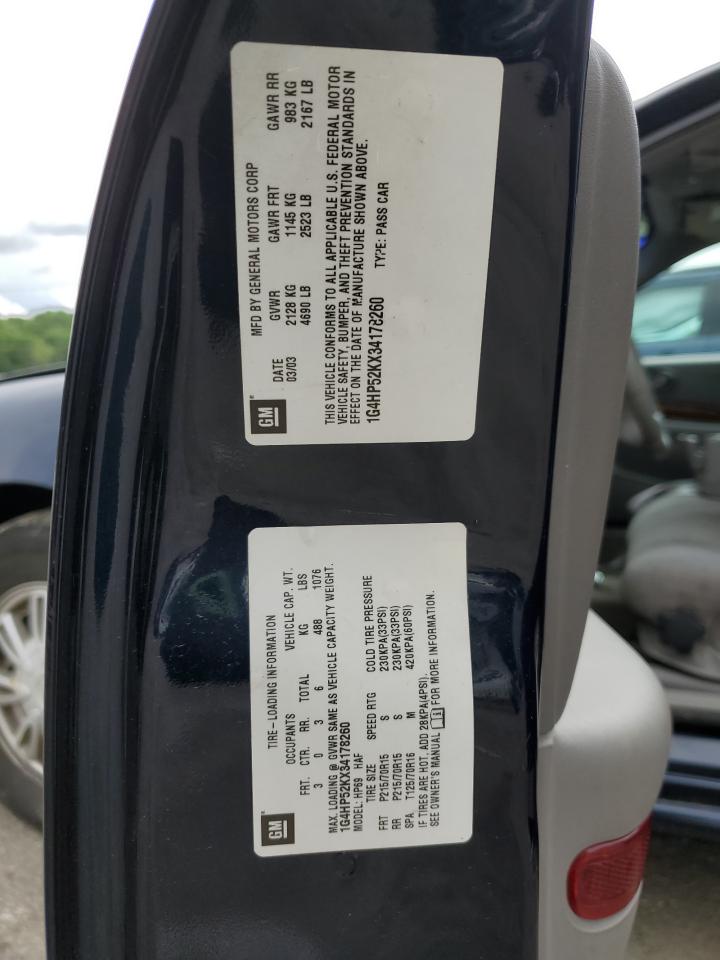 GM
MFD BY GENERAL MOTORS CORP
DATE GVWR GAWR FRT GAWR RR
03/03 2128 KG 1145 KG 983 KG
4690 LB 2523 LB 2167 LB
THIS VEHICLE CONFORMS TO ALL APPLICABLE U.S. FEDERAL MOTOR
VEHICLE SAFETY, BUMPER, AND THEFT PREVENTION STANDARDS IN
EFFECT ON THE DATE OF MANUFACTURE SHOWN ABOVE.
1G4HP52KX34178260 TYPE: PASS CAR
GM
TIRE-LOADING INFORMATION
OCCUPANTS VEHICLE CAP. WT.
FRT. CTR. RR. TOTAL KG LBS
3 0 3 6 488 1076
MAX. LOADING @ GVWR SAME AS VEHICLE CAPACITY WEIGHT.
1G4HP52KX34178260
MODEL: HP69 HAF
TIRE SIZE SPEED RTG COLD TIRE PRESSURE
FRT P215/70R15 S 230KPA(33PSI)
RR P215/70R15 S 230KPA(33PSI)
SPA T125/70R16 M 420KPA(60PSI)
IF TIRES ARE HOT, ADD 28KPA(4PSI).
SEE OWNER'S MANUAL FOR MORE INFORMATION.